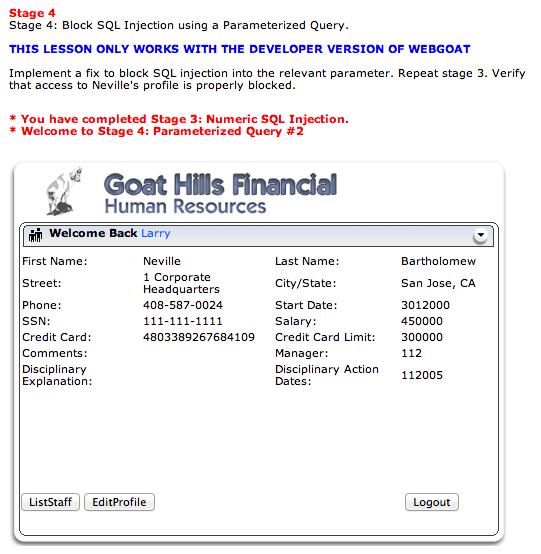 Stage 4
Stage 4: Block SQL Injection using a Parameterized Query.
THIS LESSON ONLY WORKS WITH THE DEVELOPER VERSION OF WEBGOAT
Implement a fix to block SQL injection into the relevant parameter. Repeat stage 3. Verify
that access to Neville's profile is properly blocked.
* You have completed Stage 3: Numeric SQL Injection.
* Welcome to Stage 4: Parameterized Query #2
Goat Hills Financial
Human Resources
Welcome Back Larry
First Name: Neville Last Name: Bartholomew
Street: 1 Corporate Headquarters City/State: San Jose, CA
Phone: 408-587-0024 Start Date: 3012000
SSN: 111-111-1111 Salary: 450000
Credit Card: 4803389267684109 Credit Card Limit: 300000
Comments: Manager: 112
Disciplinary Explanation: Disciplinary Action Dates: 112005
ListStaff EditProfile Logout